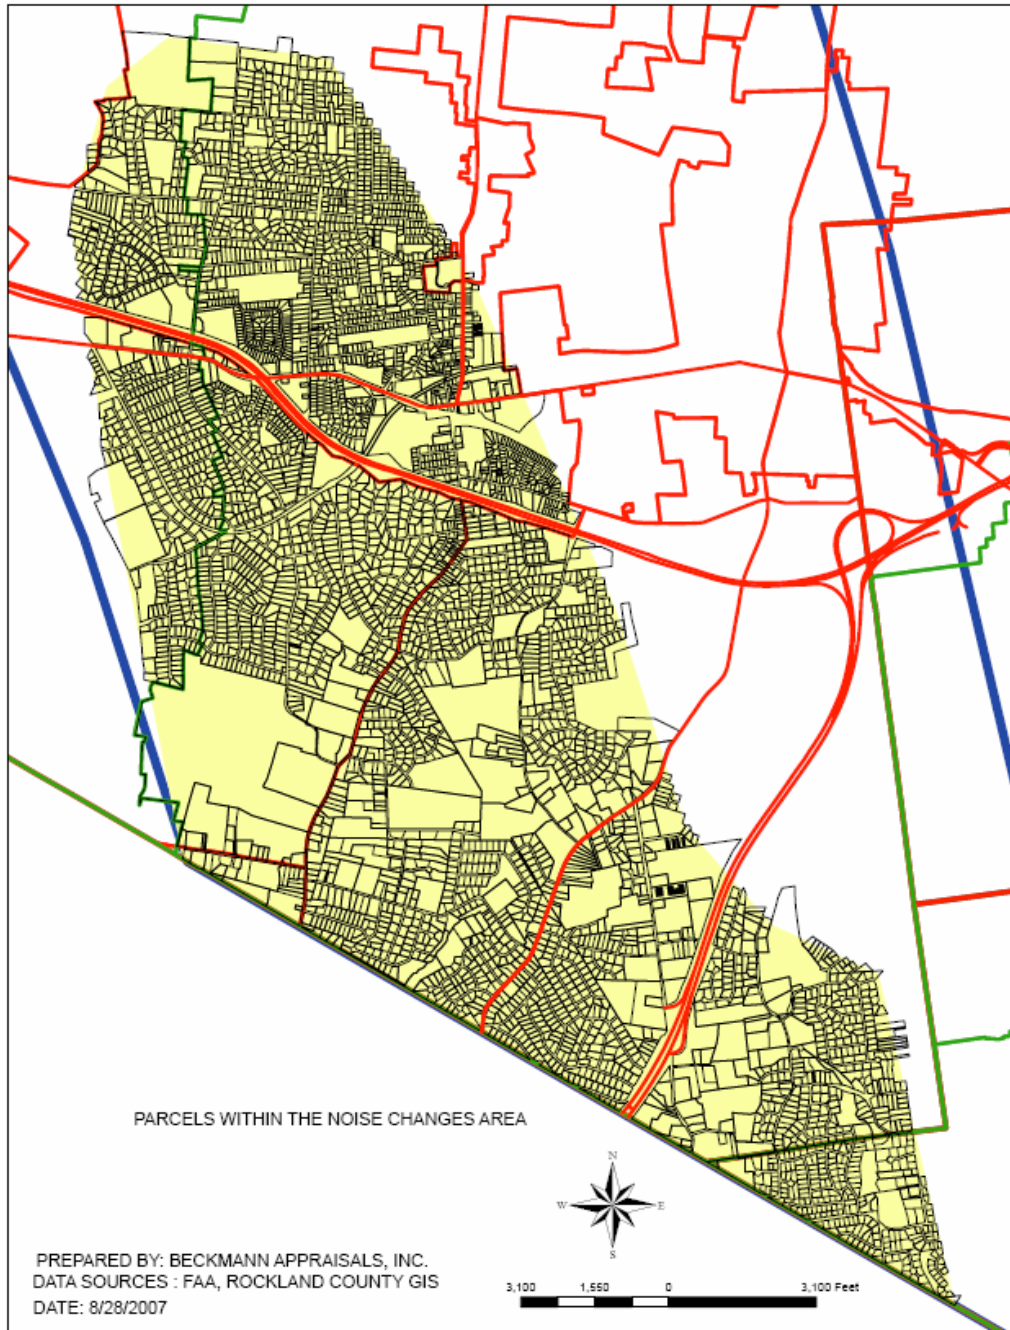 PARCELS WITHIN THE NOISE CHANGES AREA
N
W E
S
PREPARED BY: BECKMANN APPRAISALS, INC.
DATA SOURCES : FAA, ROCKLAND COUNTY GIS
DATE: 8/28/2007
3,100 1,550 0 3,100 Feet